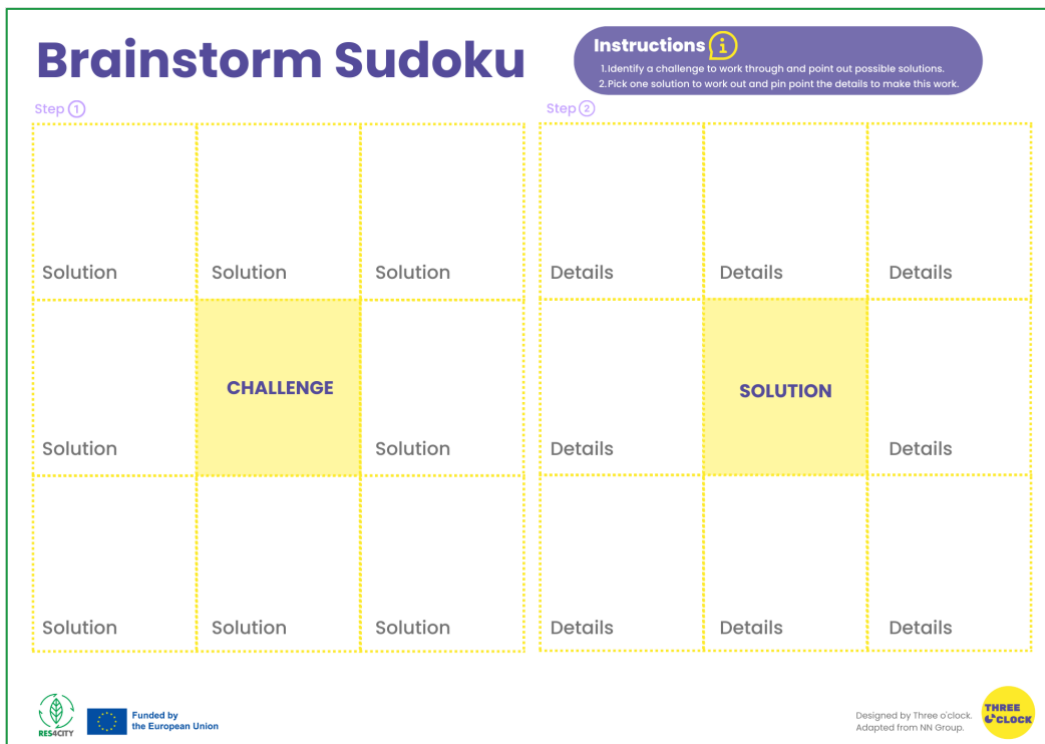 Brainstorm Sudoku
Instructions i
1. Identify a challenge to work through and point out possible solutions.
2. Pick one solution to work out and pin point the details to make this work.
Step 1
Step 2
Solution Solution Solution
Details Details Details
CHALLENGE
SOLUTION
Solution Solution
Details Details
Solution Solution Solution
Details Details Details
RES4CITY
Funded by
the European Union
Designed by Three o'clock.
Adapted from NN Group.
THREE
O'CLOCK